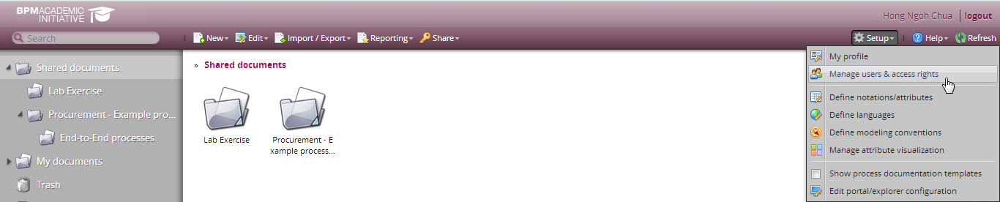 BPMACADEMIC
INITIATIVE
Hong Ngoh Chua logout
Search
New Edit Import / Export Reporting Share Setup Help Refresh
Shared documents
Lab Exercise
Procurement - Example pro...
End-to-End processes
My documents
Trash
» Shared documents
Lab Exercise
Procurement - E
xample process...
My profile
Manage users & access rights
Define notations/attributes
Define languages
Define modeling conventions
Manage attribute visualization
Show process documentation templates
Edit portal/explorer configuration